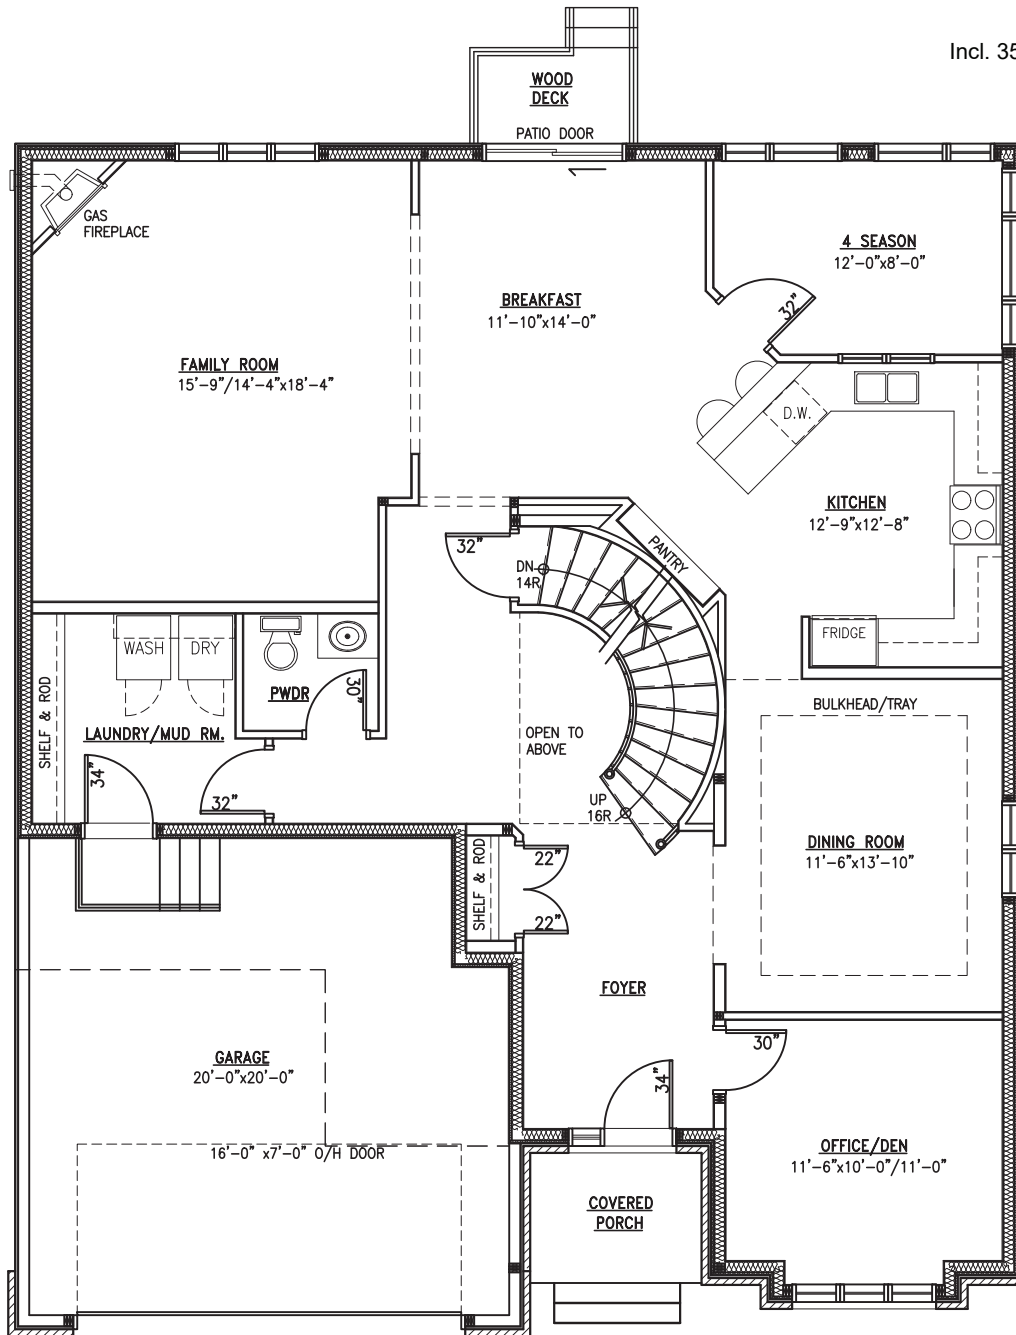 Incl. 35
WOOD
DECK
PATIO DOOR
GAS
FIREPLACE
4 SEASON
12'-0"x8'-0"
32"
BREAKFAST
11'-10"x14'-0"
FAMILY ROOM
15'-9"/14'-4"x18'-4"
D.W.
KITCHEN
12'-9"x12'-8"
PANTRY
32"
DN
14R
FRIDGE
WASH
DRY
SHELF & ROD
PWDR
30"
LAUNDRY/MUD RM.
34"
32"
OPEN TO
ABOVE
UP
16R
BULKHEAD/TRAY
DINING ROOM
11'-6"x13'-10"
SHELF & ROD
22"
22"
FOYER
30"
34"
GARAGE
20'-0"x20'-0"
16'-0" x7'-0" O/H DOOR
OFFICE/DEN
11'-6"x10'-0"/11'-0"
COVERED
PORCH